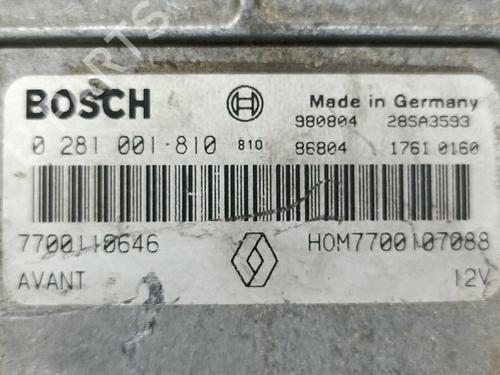 BOSCH
Made in Germany
980804 28SA3593
0 281 001-810 810 86804 1761 0160
7700110646 HOM7700107088
AVANT 12V